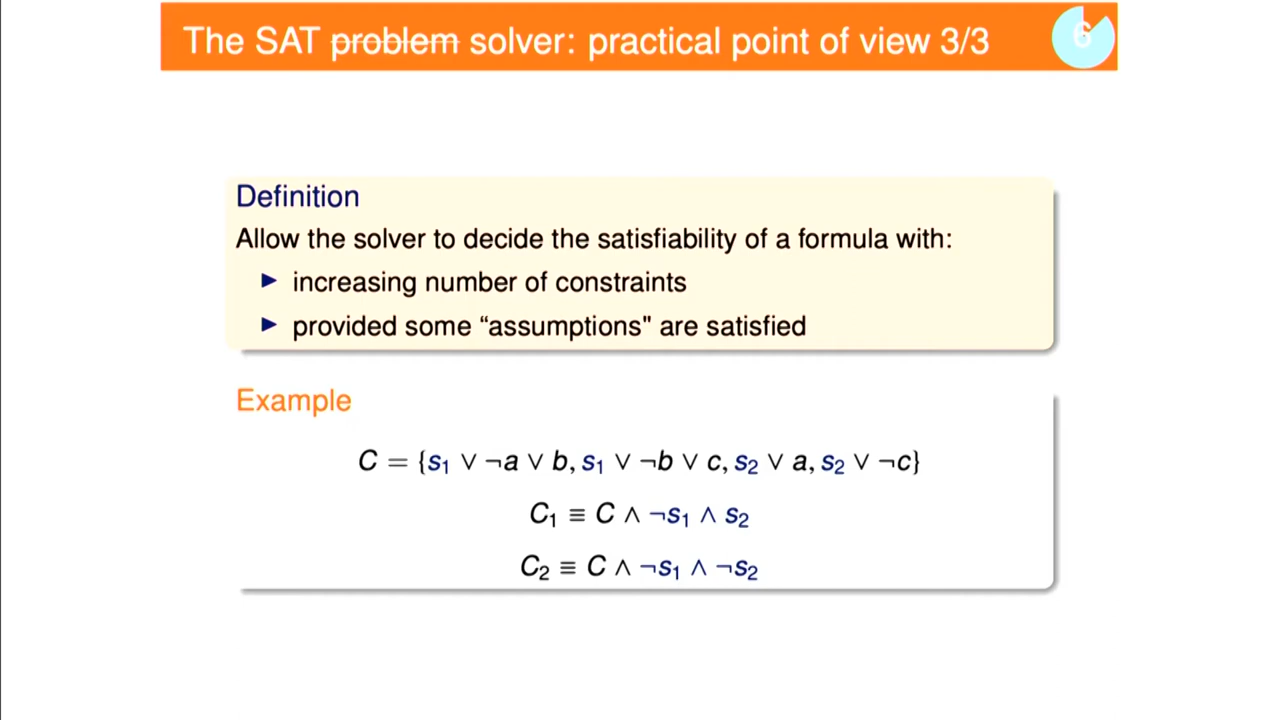 The SAT problem solver: practical point of view 3/3
6
Definition
Allow the solver to decide the satisfiability of a formula with:
▶ increasing number of constraints
▶ provided some “assumptions" are satisfied
Example
C = {s₁ ∨ ¬a ∨ b, s₁ ∨ ¬b ∨ c, s₂ ∨ a, s₂ ∨ ¬c}
C₁ ≡ C ∧ ¬s₁ ∧ s₂
C₂ ≡ C ∧ ¬s₁ ∧ ¬s₂